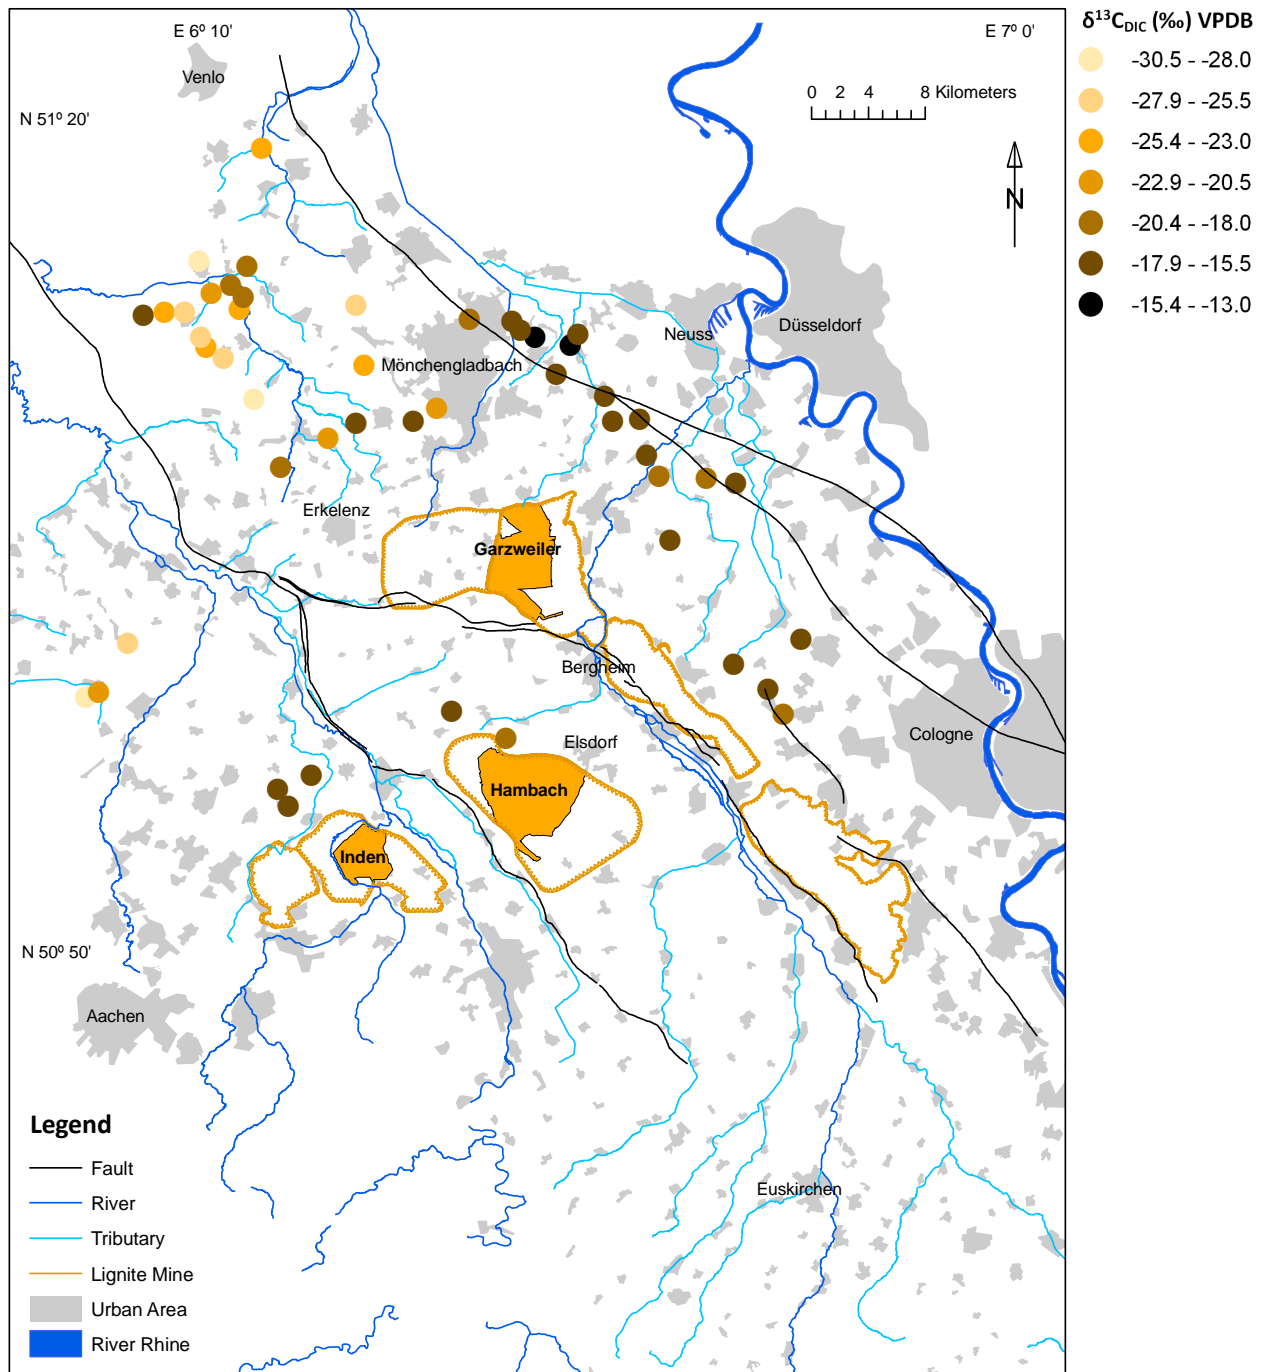 δ¹³C_DIC (‰) VPDB
-30.5 - -28.0
-27.9 - -25.5
-25.4 - -23.0
-22.9 - -20.5
-20.4 - -18.0
-17.9 - -15.5
-15.4 - -13.0
E 6º 10'
E 7º 0'
Venlo
0 2 4 8 Kilometers
N 51º 20'
N
Neuss
Düsseldorf
Mönchengladbach
Erkelenz
Garzweiler
Bergheim
Elsdorf
Cologne
Hambach
Inden
N 50º 50'
Aachen
Euskirchen
Legend
Fault
River
Tributary
Lignite Mine
Urban Area
River Rhine